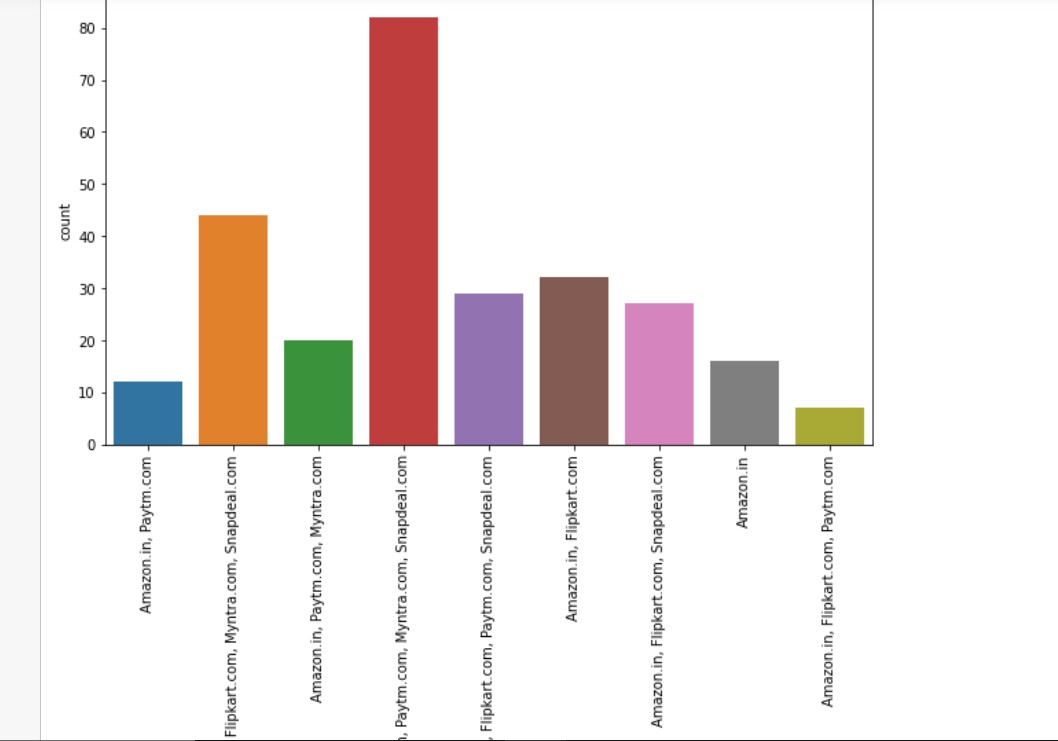 80
70
60
50
40
30
20
10
0
count
Amazon.in, Paytm.com
Flipkart.com, Myntra.com, Snapdeal.com
Amazon.in, Paytm.com, Myntra.com
, Paytm.com, Myntra.com, Snapdeal.com
, Flipkart.com, Paytm.com, Snapdeal.com
Amazon.in, Flipkart.com
Amazon.in, Flipkart.com, Snapdeal.com
Amazon.in
Amazon.in, Flipkart.com, Paytm.com